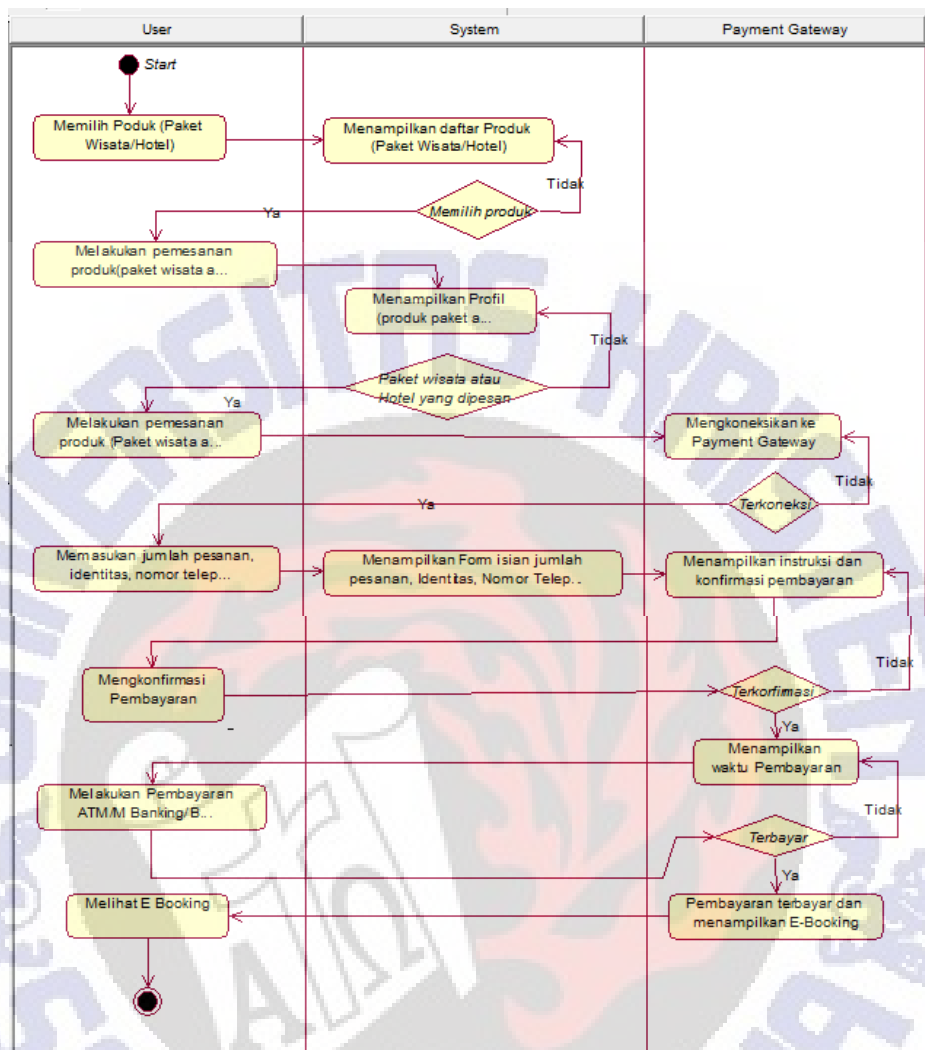 User
System
Payment Gateway
Start
Memilih Poduk (Paket
Wisata/Hotel)
Menampilkan daftar Produk
(Paket Wisata/Hotel)
Tidak
Memilih produk
Ya
Melakukan pemesanan
produk(paket wisata a...
Menampilkan Profil
(produk paket a...
Tidak
Paket wisata atau
Hotel yang dipesan
Ya
Melakukan pemesanan
produk (Paket wisata a...
Mengkoneksikan ke
Payment Gateway
Tidak
Terkoneksi
Ya
Memasukan jumlah pesanan,
identitas, nomor telep...
Menampilkan Form isian jumlah
pesanan, Identitas, Nomor Telep...
Menampilkan instruksi dan
konfirmasi pembayaran
Tidak
Mengkonfirmasi
Pembayaran
Terkorfimasi
Ya
Menampilkan
waktu Pembayaran
Melakukan Pembayaran
ATM/M Banking/B...
Tidak
Terbayar
Ya
Melihat E Booking
Pembayaran terbayar dan
menampilkan E-Booking
UNIVERSITAS KRISTEN
ΑΩ